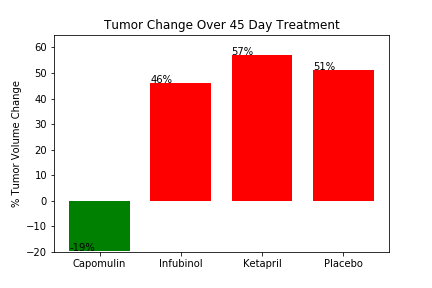 Tumor Change Over 45 Day Treatment
% Tumor Volume Change
60
50
40
30
20
10
0
−10
−20
-19%
46%
57%
51%
Capomulin
Infubinol
Ketapril
Placebo